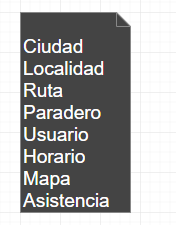 Ciudad
Localidad
Ruta
Paradero
Usuario
Horario
Mapa
Asistencia